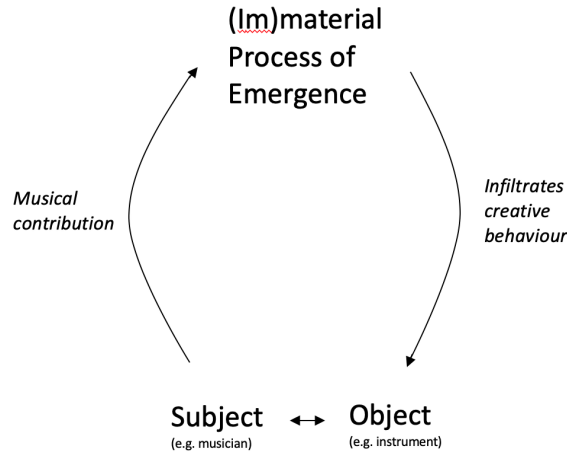 (Im)material
Process of
Emergence
Musical
contribution
Infiltrates
creative
behaviour
Subject
(e.g. musician)
Object
(e.g. instrument)